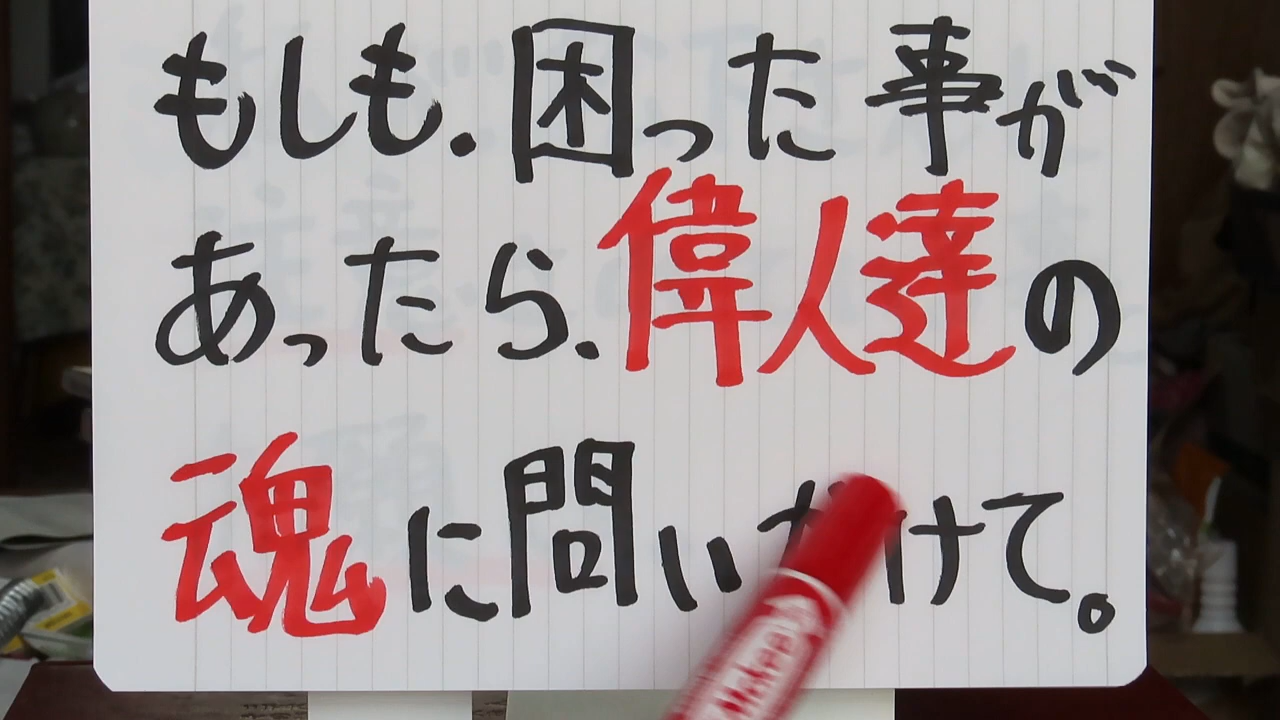 もしも、困った事が
あったら、偉人達の
魂に問いかけて。